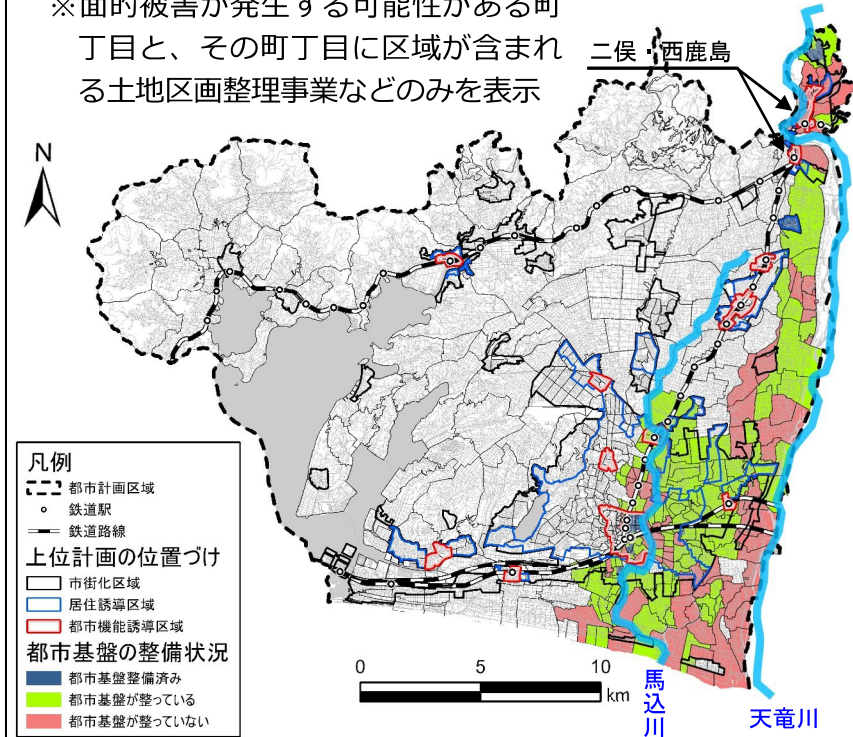 ※面的被害が発生する可能性がある町
丁目と、その町丁目に区域が含まれ
る土地区画整理事業などのみを表示
二俣・西鹿島
N
凡例
都市計画区域
鉄道駅
鉄道路線
上位計画の位置づけ
市街化区域
居住誘導区域
都市機能誘導区域
都市基盤の整備状況
都市基盤整備済み
都市基盤が整っている
都市基盤が整っていない
0 5 10
km
馬込川
天竜川